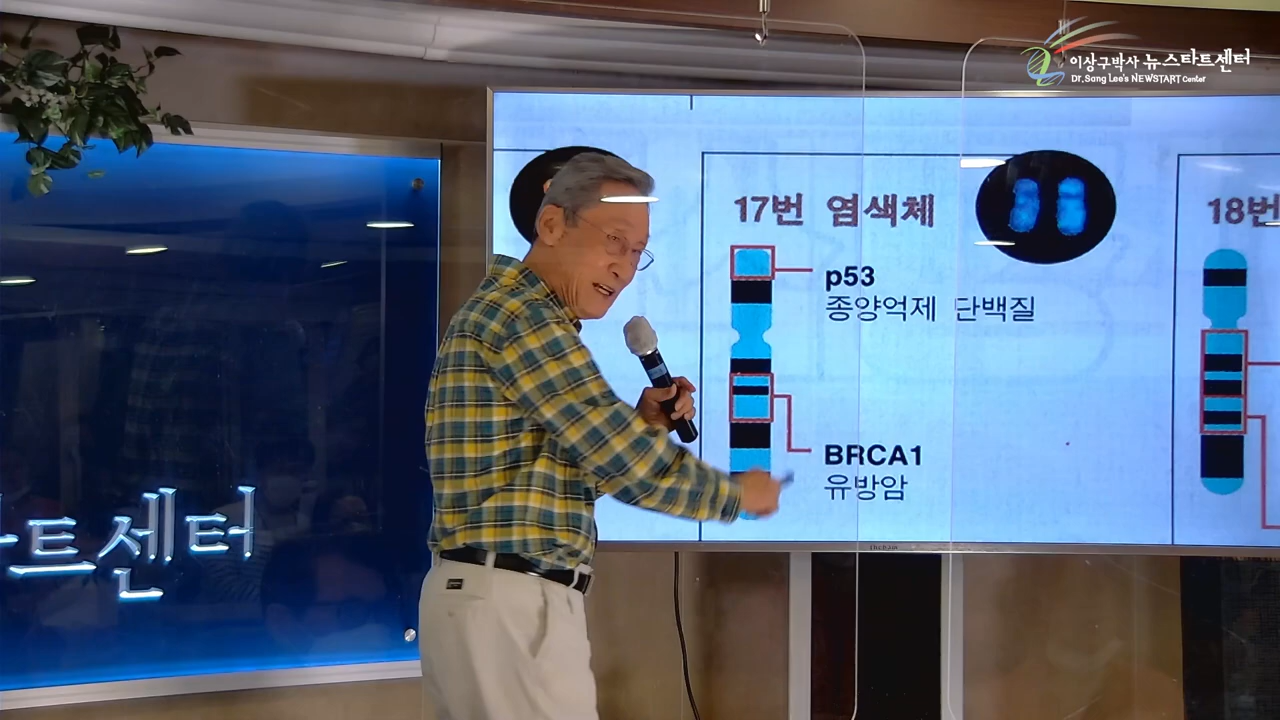 이상구박사 뉴스타트센터
Dr. Sang Lee's NEWSTART Center
17번 염색체
p53
종양억제 단백질
BRCA1
유방암
18번
트센터